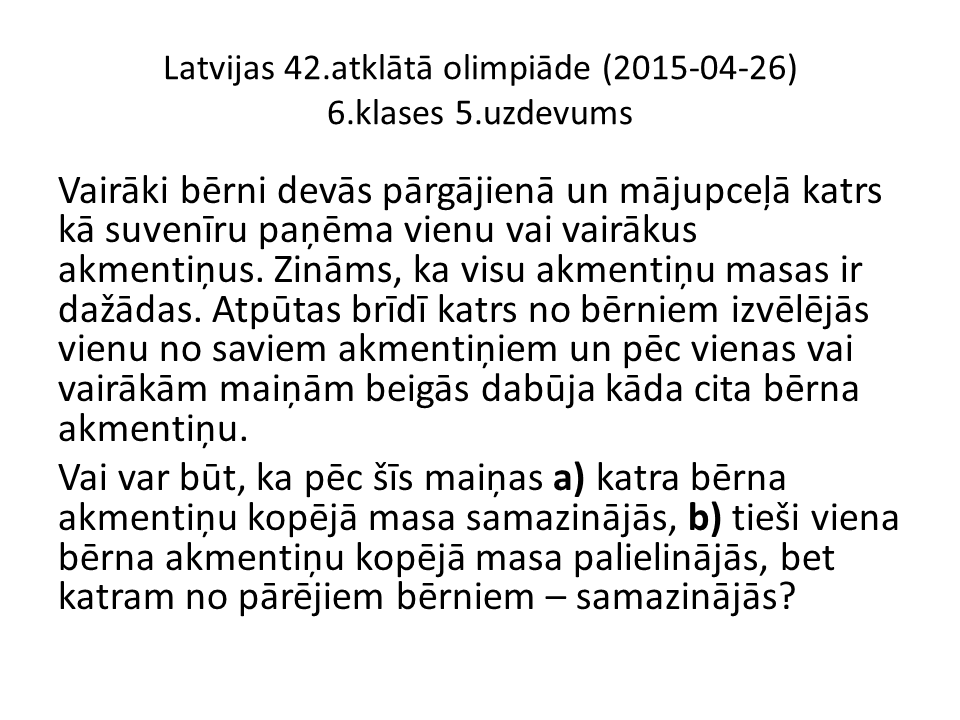 Latvijas 42.atklātā olimpiāde (2015-04-26)
6.klases 5.uzdevums
Vairāki bērni devās pārgājienā un mājupceļā katrs
kā suvenīru paņēma vienu vai vairākus
akmentiņus. Zināms, ka visu akmentiņu masas ir
dažādas. Atpūtas brīdī katrs no bērniem izvēlējās
vienu no saviem akmentiņiem un pēc vienas vai
vairākām maiņām beigās dabūja kāda cita bērna
akmentiņu.
Vai var būt, ka pēc šīs maiņas a) katra bērna
akmentiņu kopējā masa samazinājās, b) tieši viena
bērna akmentiņu kopējā masa palielinājās, bet
katram no pārējiem bērniem – samazinājās?